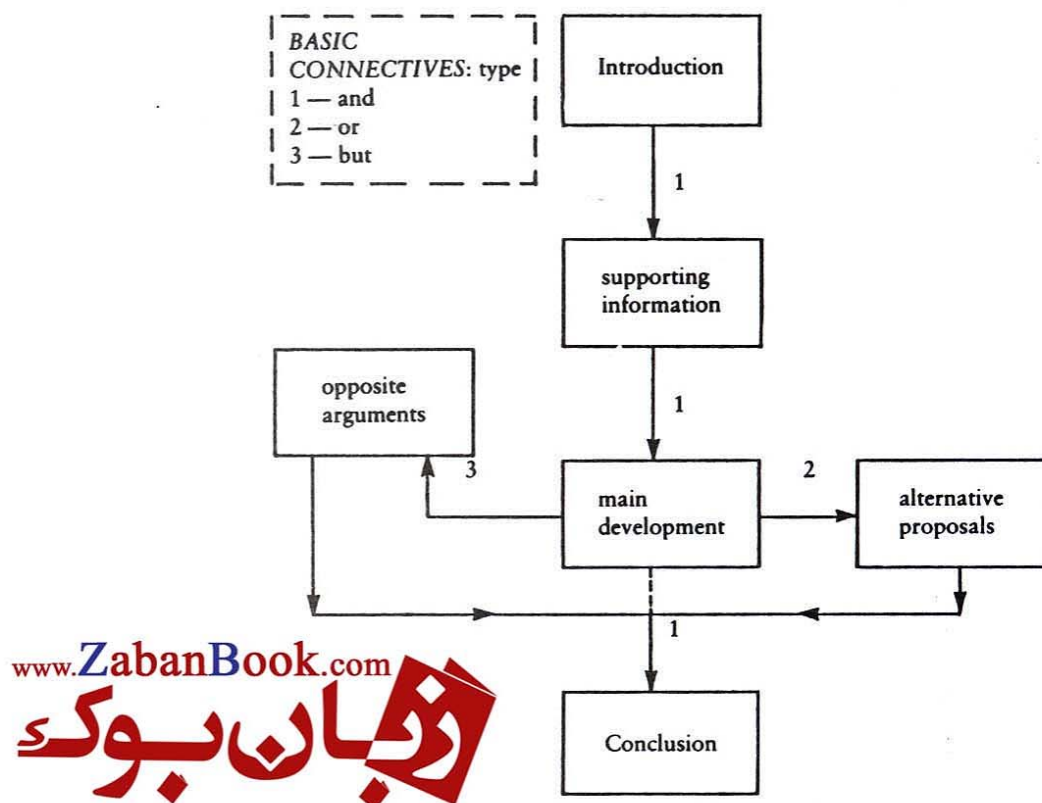 BASIC
CONNECTIVES: type
1 — and
2 — or
3 — but
Introduction
1
supporting
information
1
opposite
arguments
3
main
development
2
alternative
proposals
1
Conclusion
www.ZabanBook.com
زبان بوک